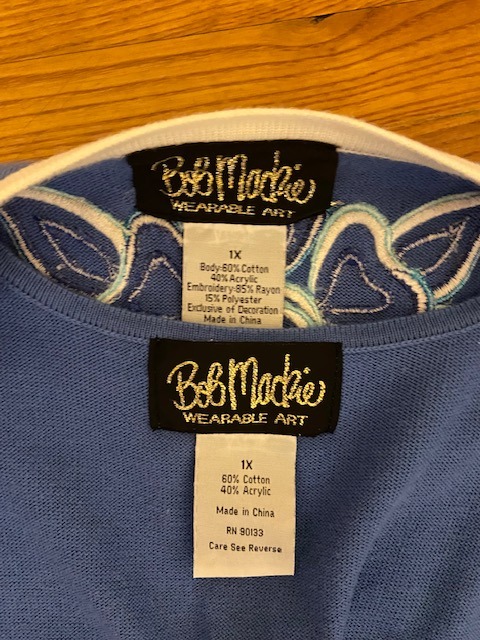 Bob Mackie
WEARABLE ART
1X
Body-60% Cotton
40% Acrylic
Embroidery-85% Rayon
15% Polyester
Exclusive of Decoration
Made in China
Bob Mackie
WEARABLE ART
1X
60% Cotton
40% Acrylic
Made in China
RN 90133
Care See Reverse